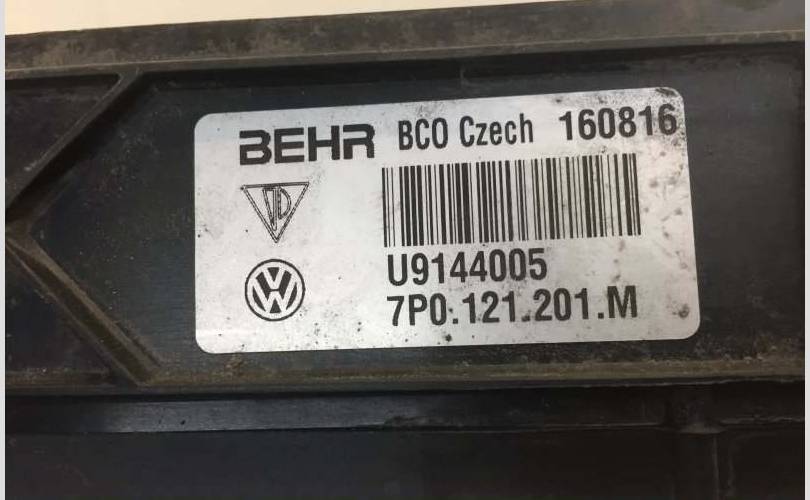 BEHR BCO Czech 160816
U9144005
7P0.121.201.M